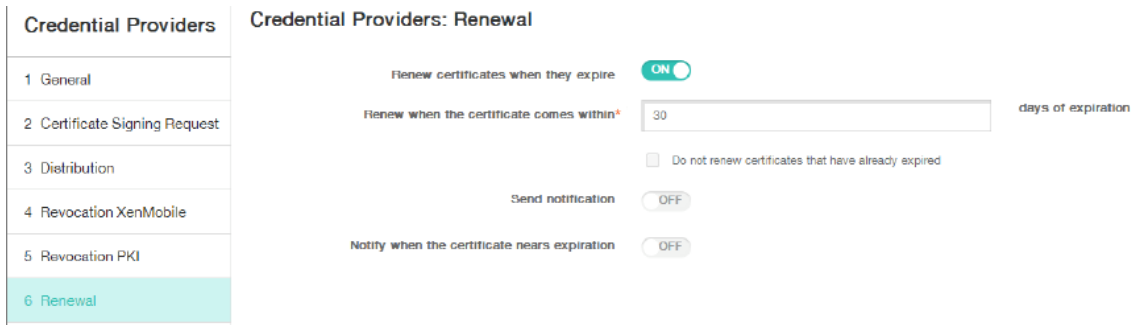 Credential Providers
1 General
2 Certificate Signing Request
3 Distribution
4 Revocation XenMobile
5 Revocation PKI
6 Renewal
Credential Providers: Renewal
Renew certificates when they expire ON
Renew when the certificate comes within* 30 days of expiration
Do not renew certificates that have already expired
Send notification OFF
Notify when the certificate nears expiration OFF